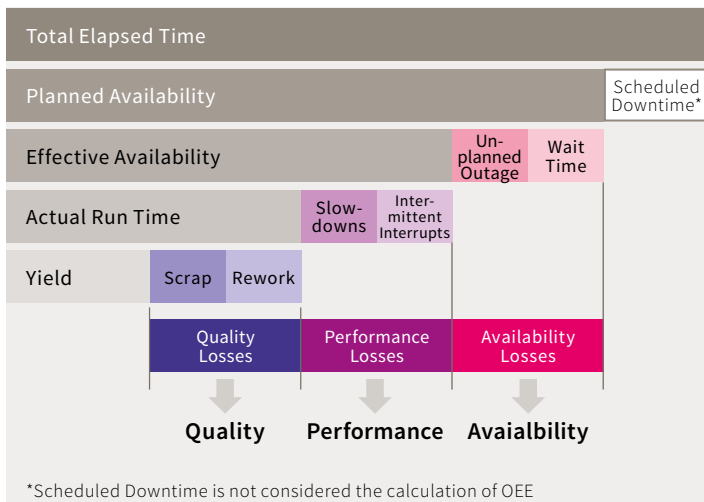 Total Elapsed Time
Planned Availability
Scheduled
Downtime*
Effective Availability
Un-
planned
Outage
Wait
Time
Actual Run Time
Slow-
downs
Inter-
mittent
Interrupts
Yield
Scrap
Rework
Quality
Losses
Performance
Losses
Availability
Losses
Quality
Performance
Avaialbility
*Scheduled Downtime is not considered the calculation of OEE